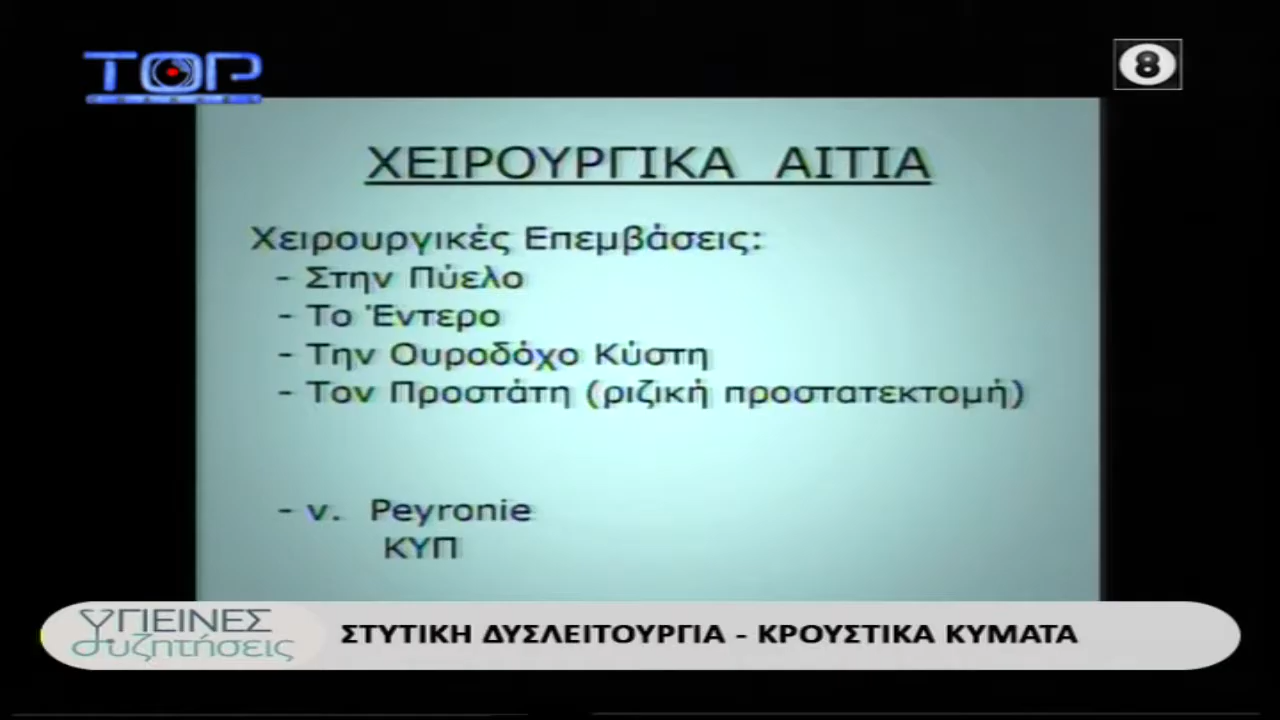 TOP
8
ΧΕΙΡΟΥΡΓΙΚΑ ΑΙΤΙΑ
Χειρουργικές Επεμβάσεις:
- Στην Πύελο
- Το Έντερο
- Την Ουροδόχο Κύστη
- Τον Προστάτη (ριζική προστατεκτομή)
- ν. Peyronie
ΚΥΠ
ΥΓΙΕΙΝΕΣ
συζητήσεις
ΣΤΥΤΙΚΗ ΔΥΣΛΕΙΤΟΥΡΓΙΑ - ΚΡΟΥΣΤΙΚΑ ΚΥΜΑΤΑ